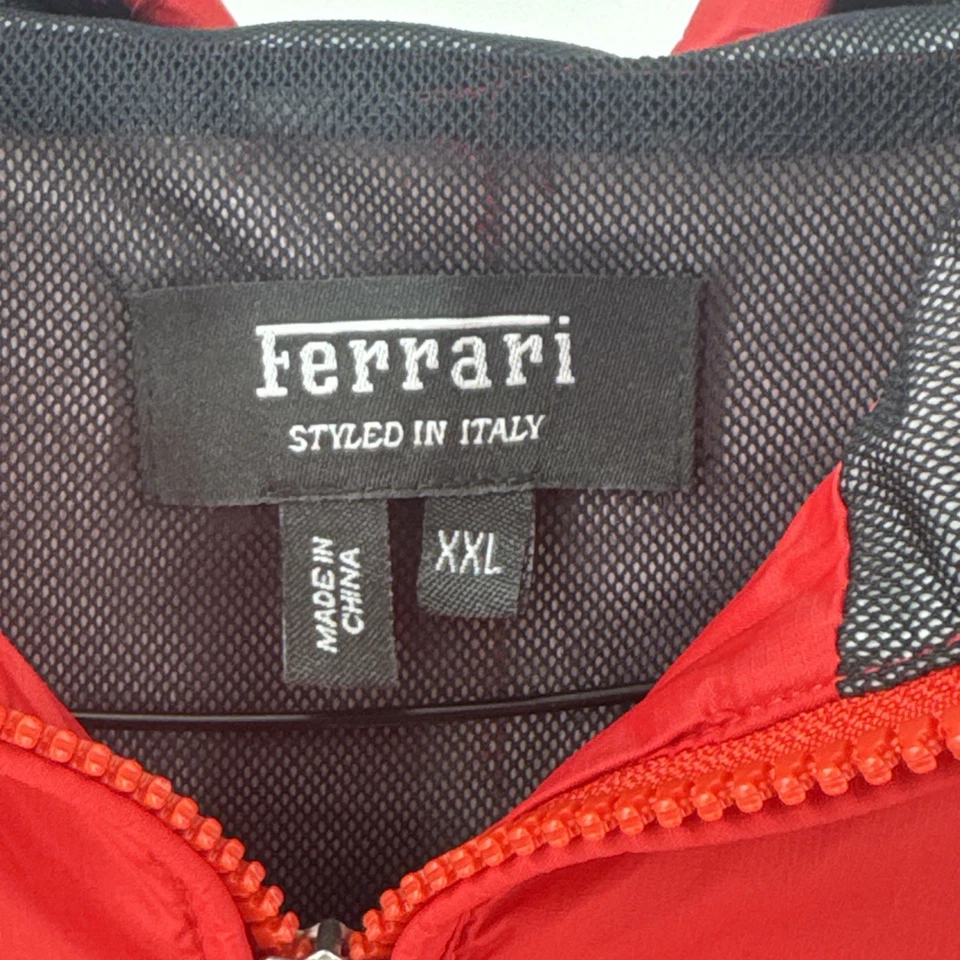 Ferrari
STYLED IN ITALY
MADE IN
CHINA
XXL